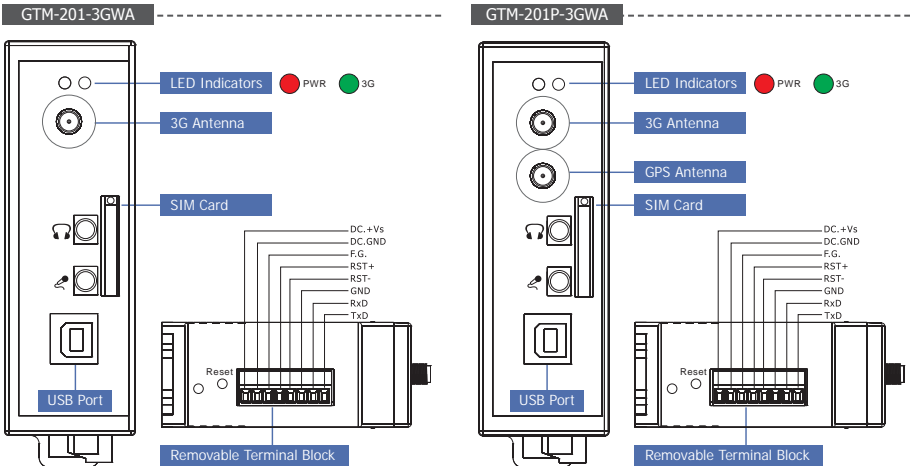 GTM-201-3GWA
LED Indicators PWR 3G
3G Antenna
SIM Card
DC.+Vs
DC.GND
F.G.
RST+
RST-
GND
RxD
TxD
Reset
USB Port
Removable Terminal Block
GTM-201P-3GWA
LED Indicators PWR 3G
3G Antenna
GPS Antenna
SIM Card
DC.+Vs
DC.GND
F.G.
RST+
RST-
GND
RxD
TxD
Reset
USB Port
Removable Terminal Block